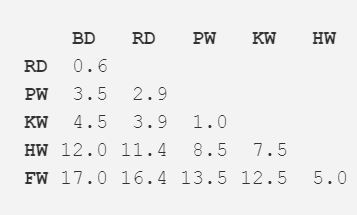 BD RD PW KW HW
RD 0.6
PW 3.5 2.9
KW 4.5 3.9 1.0
HW 12.0 11.4 8.5 7.5
FW 17.0 16.4 13.5 12.5 5.0